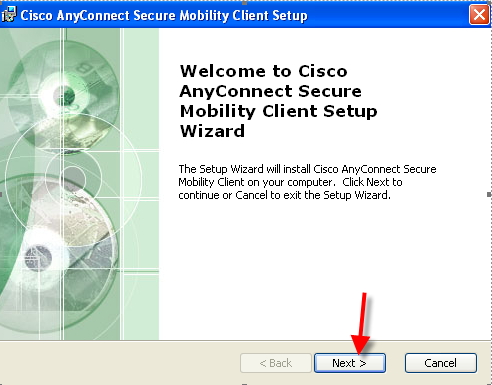 Cisco AnyConnect Secure Mobility Client Setup
Welcome to Cisco
AnyConnect Secure
Mobility Client Setup
Wizard
The Setup Wizard will install Cisco AnyConnect Secure
Mobility Client on your computer.  Click Next to
continue or Cancel to exit the Setup Wizard.
< Back
Next >
Cancel